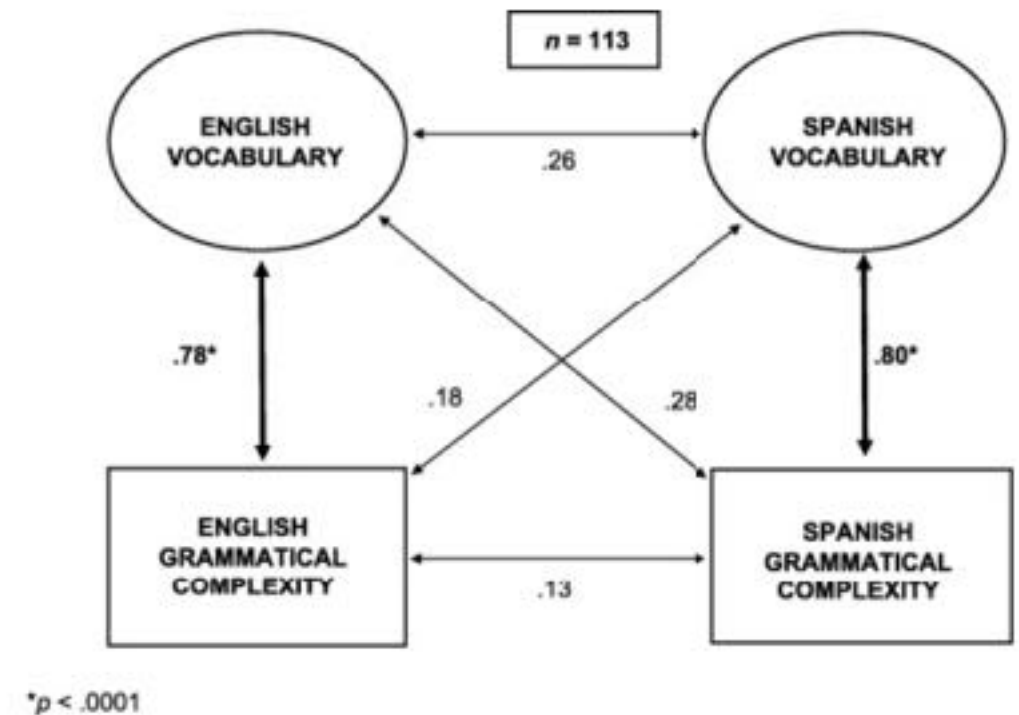 n = 113
ENGLISH
VOCABULARY
SPANISH
VOCABULARY
.26
.78*
.80*
.18
.28
ENGLISH
GRAMMATICAL
COMPLEXITY
SPANISH
GRAMMATICAL
COMPLEXITY
.13
*p < .0001